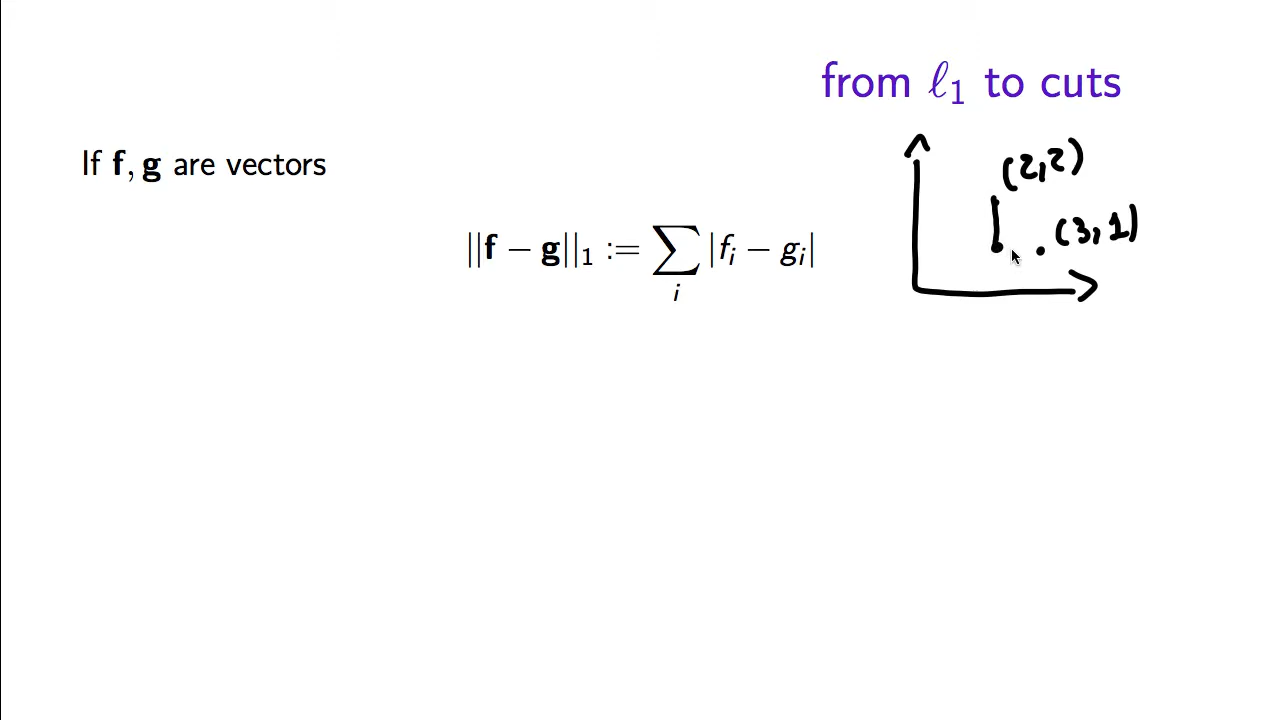 from ℓ₁ to cuts
If f, g are vectors
||f − g||₁ := ∑ᵢ |fᵢ − gᵢ|
(2,2)
(3,1)